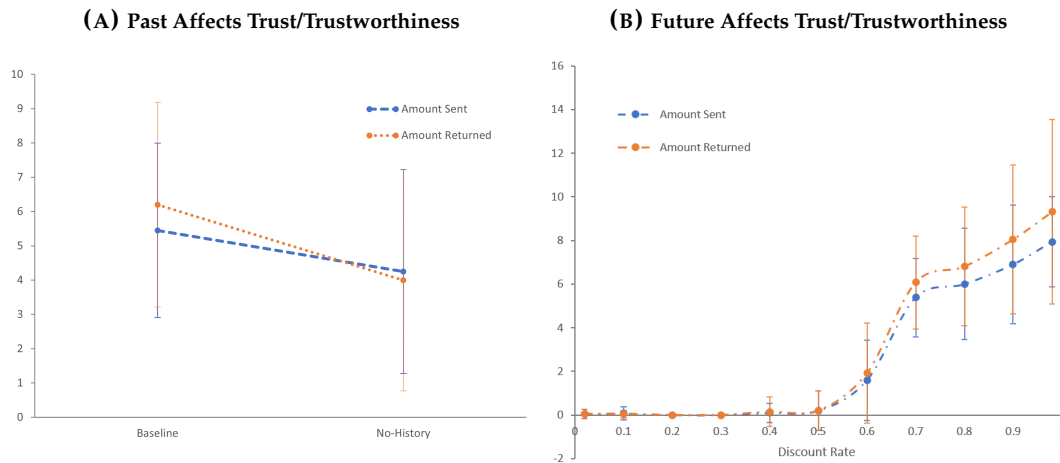 (A) Past Affects Trust/Trustworthiness
10
9
8
7
6
5
4
3
2
1
0
Amount Sent
Amount Returned
Baseline No-History
(B) Future Affects Trust/Trustworthiness
16
14
12
10
8
6
4
2
0
-2
Amount Sent
Amount Returned
0 0.1 0.2 0.3 0.4 0.5 0.6 0.7 0.8 0.9 1
Discount Rate